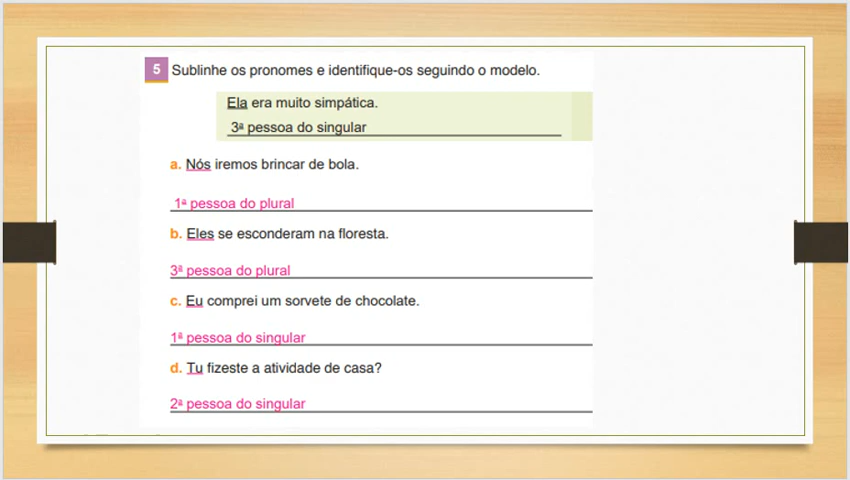 5 Sublinhe os pronomes e identifique-os seguindo o modelo.
Ela era muito simpática.
3ª pessoa do singular
a. Nós iremos brincar de bola.
1ª pessoa do plural
b. Eles se esconderam na floresta.
3ª pessoa do plural
c. Eu comprei um sorvete de chocolate.
1ª pessoa do singular
d. Tu fizeste a atividade de casa?
2ª pessoa do singular